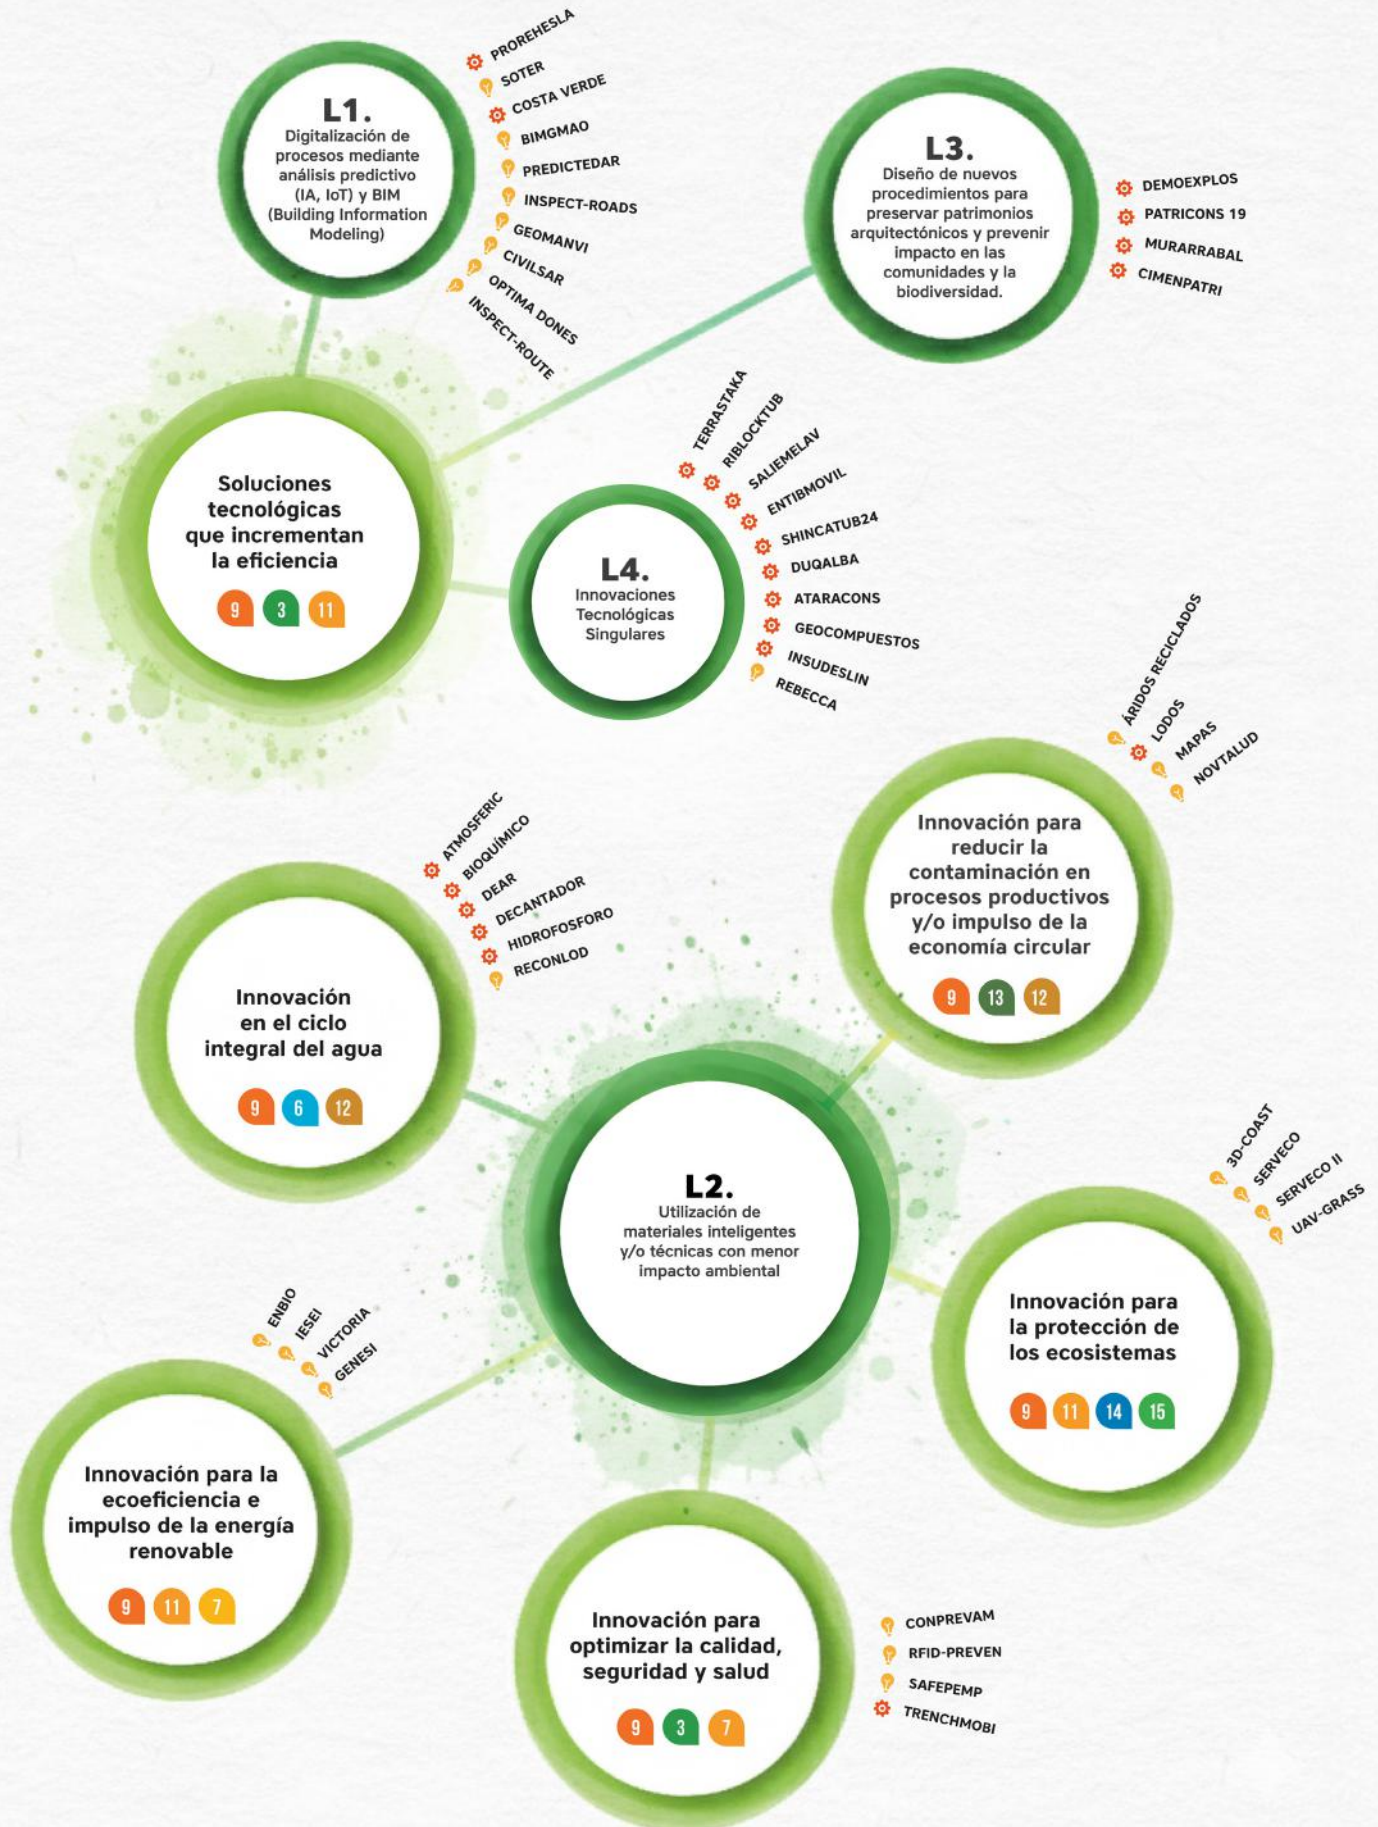 L1.
Digitalización de
procesos mediante
análisis predictivo
(IA, IoT) y BIM
(Building Information
Modeling)
PROREHESLA
SOTER
COSTA VERDE
BIMGMAO
PREDICTEDAR
INSPECT-ROADS
GEOMANVI
CIVILSAR
OPTIMA DONES
INSPECT-ROUTE
L3.
Diseño de nuevos
procedimientos para
preservar patrimonios
arquitectónicos y prevenir
impacto en las
comunidades y la
biodiversidad.
DEMOEXPLOS
PATRICONS 19
MURARRABAL
CIMENPATRI
Soluciones
tecnológicas
que incrementan
la eficiencia
9 3 11
L4.
Innovaciones
Tecnológicas
Singulares
TERRASTAKA
RIBLOCKTUB
SALIEMELAV
ENTIBMOVIL
SHINCATUB24
DUQALBA
ATARACONS
GEOCOMPUESTOS
INSUDESLIN
REBECCA
ÁRIDOS RECICLADOS
LODOS
MAPAS
NOVTALUD
Innovación para
reducir la
contaminación en
procesos productivos
y/o impulso de la
economía circular
9 13 12
ATMOSFERIC
BIOQUÍMICO
DEAR
DECANTADOR
HIDROFOSFORO
RECONLOD
Innovación
en el ciclo
integral del agua
9 6 12
L2.
Utilización de
materiales inteligentes
y/o técnicas con menor
impacto ambiental
3D-COAST
SERVECO
SERVECO II
UAV-GRASS
Innovación para
la protección de
los ecosistemas
9 11 14 15
ENBIO
IESEI
VICTORIA
GENESI
Innovación para la
ecoeficiencia e
impulso de la energía
renovable
9 11 7
Innovación para
optimizar la calidad,
seguridad y salud
9 3 7
CONPREVAM
RFID-PREVEN
SAFEPEMP
TRENCHMOBI